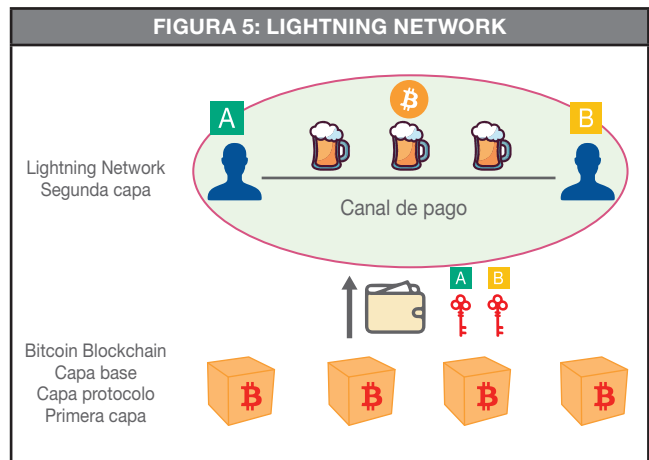 FIGURA 5: LIGHTNING NETWORK
A
B
Lightning Network
Segunda capa
Canal de pago
A
B
Bitcoin Blockchain
Capa base
Capa protocolo
Primera capa